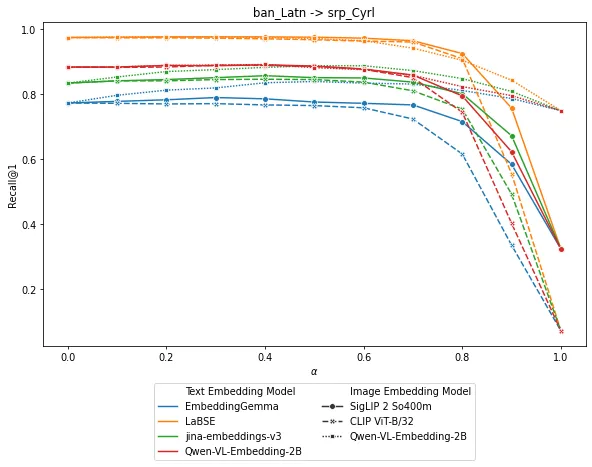 ban_Latn -> srp_Cyrl
Recall@1
1.0
0.8
0.6
0.4
0.2
0.0 0.2 0.4 0.6 0.8 1.0
α
Text Embedding Model Image Embedding Model
EmbeddingGemma SigLIP 2 So400m
LaBSE CLIP ViT-B/32
jina-embeddings-v3 Qwen-VL-Embedding-2B
Qwen-VL-Embedding-2B